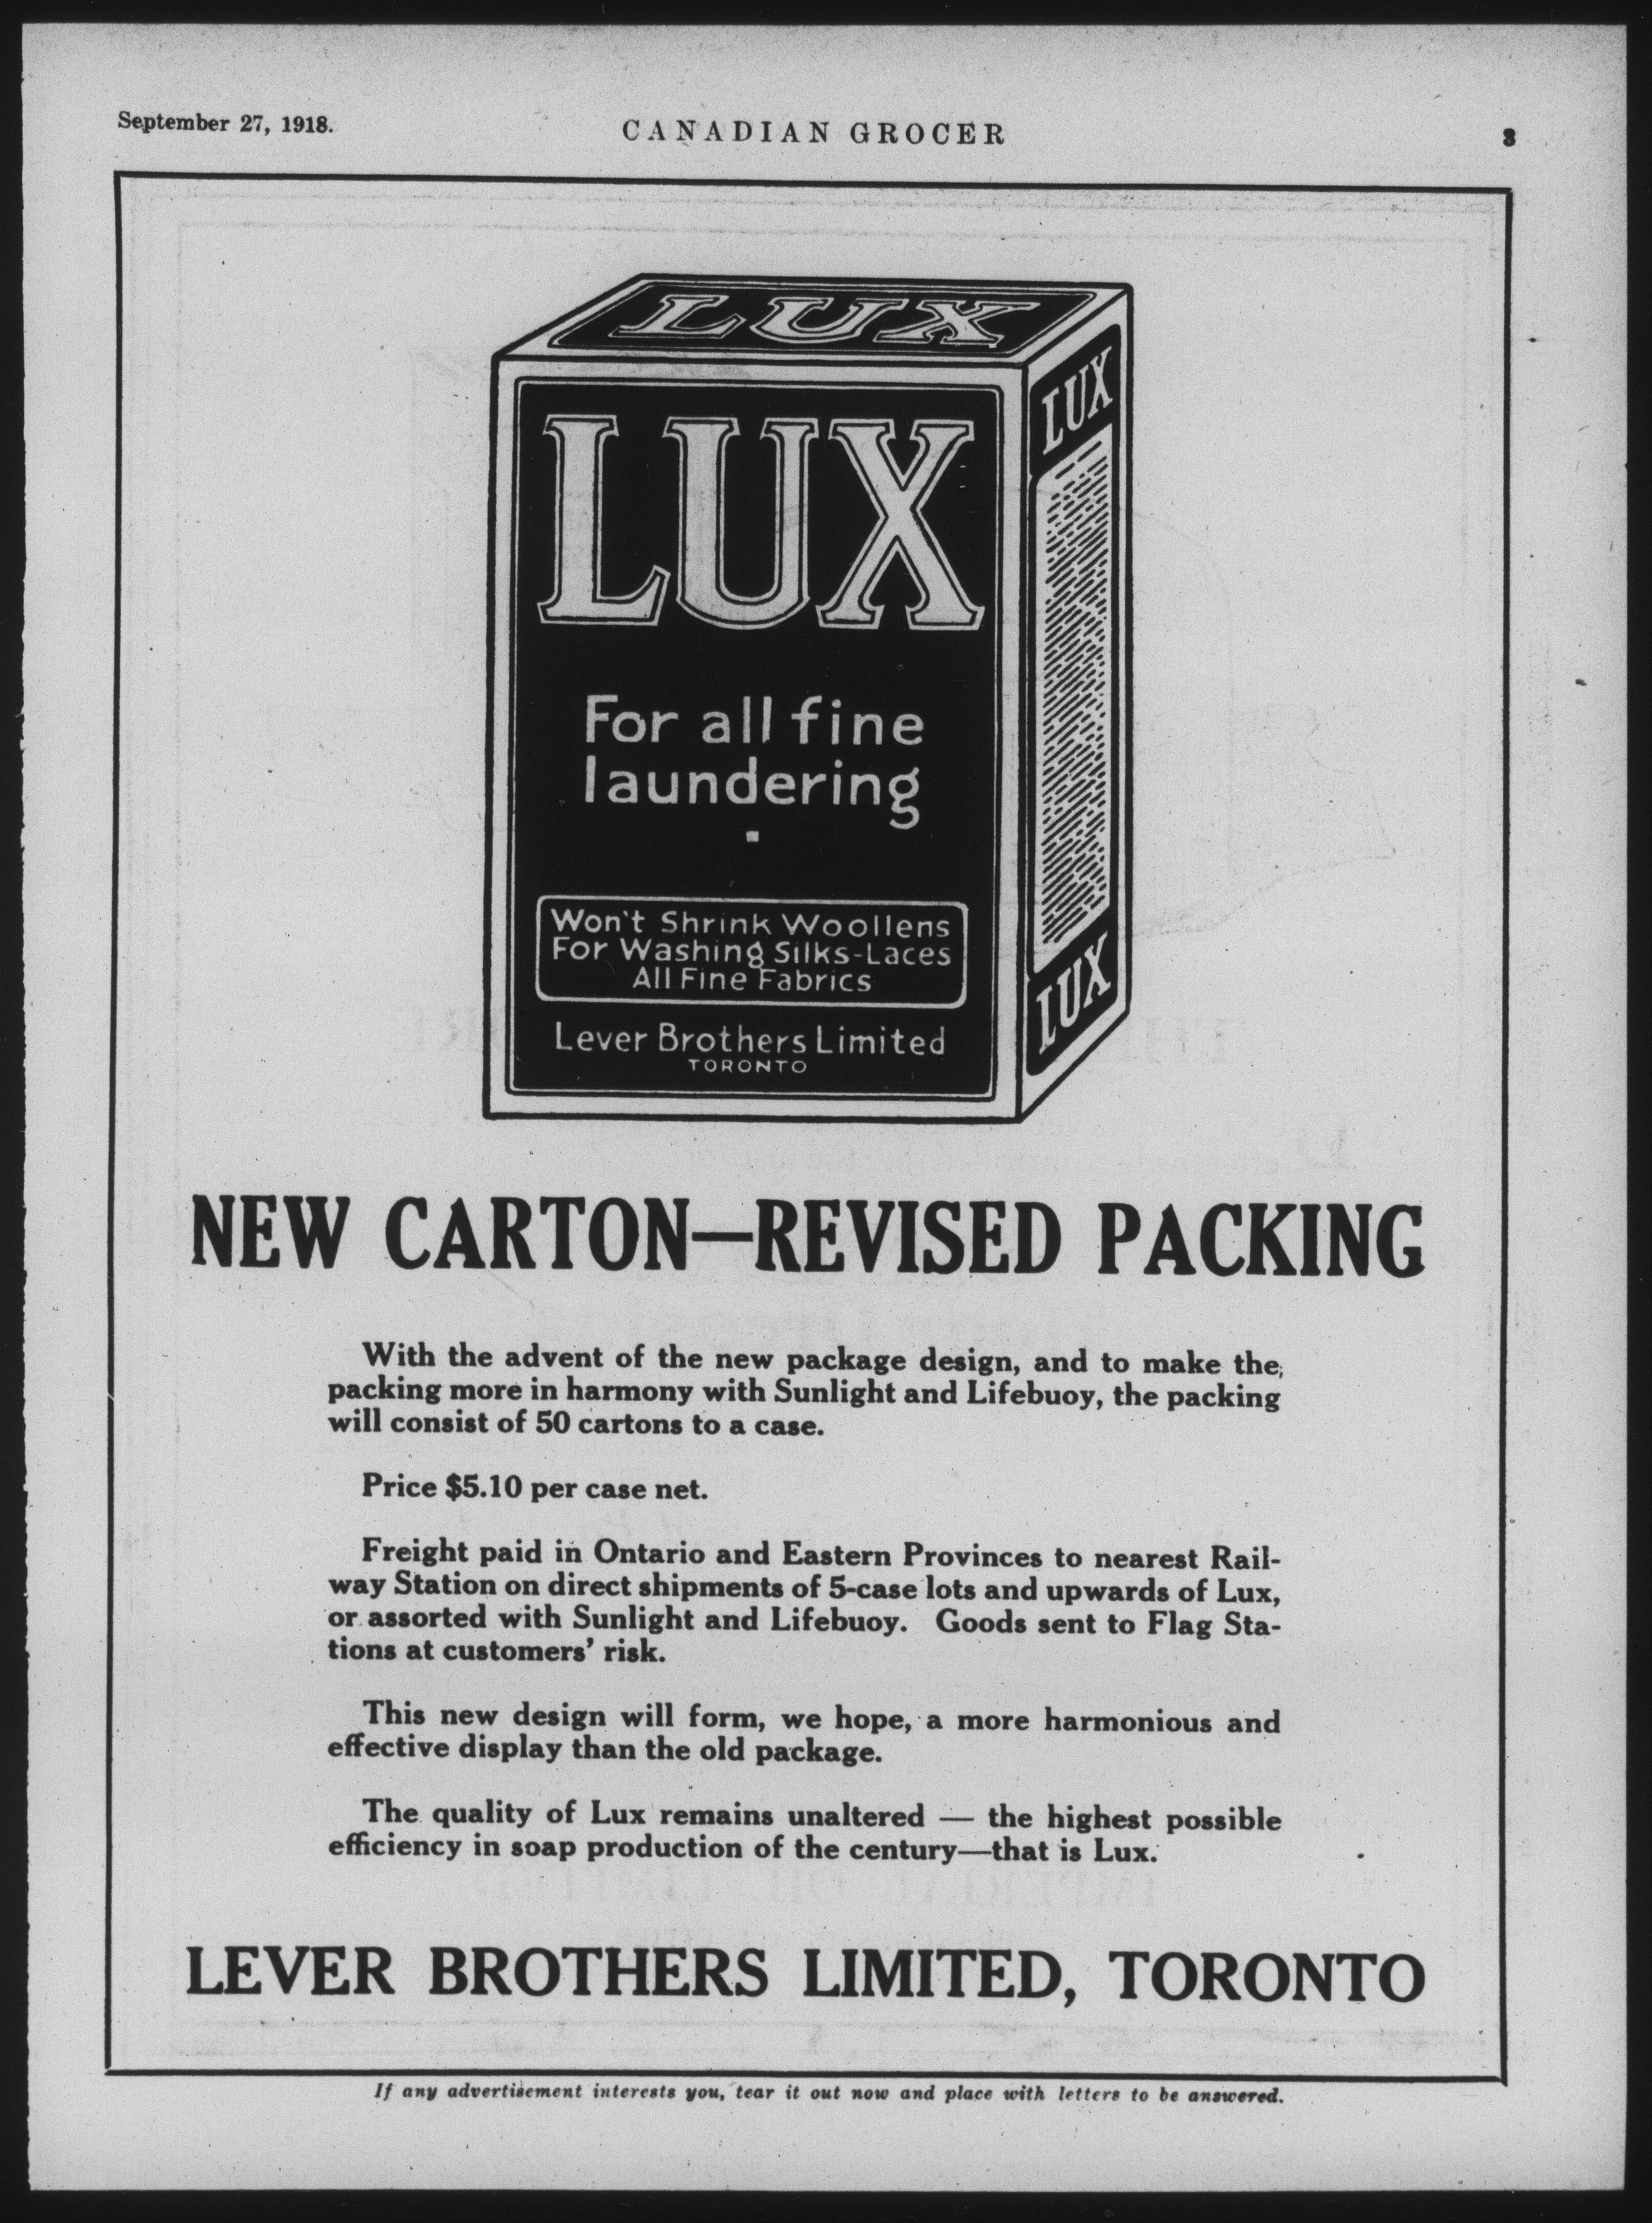 September 27, 1918.
CANADIAN GROCER
3
LUX
LUX
LUX
For all fine
laundering
Won't Shrink Woollens
For Washing Silks-Laces
All Fine Fabrics
Lever Brothers Limited
TORONTO
LUX
NEW CARTON—REVISED PACKING
With the advent of the new package design, and to make the
packing more in harmony with Sunlight and Lifebuoy, the packing
will consist of 50 cartons to a case.
Price $5.10 per case net.
Freight paid in Ontario and Eastern Provinces to nearest Rail-
way Station on direct shipments of 5-case lots and upwards of Lux,
or assorted with Sunlight and Lifebuoy. Goods sent to Flag Sta-
tions at customers' risk.
This new design will form, we hope, a more harmonious and
effective display than the old package.
The quality of Lux remains unaltered — the highest possible
efficiency in soap production of the century—that is Lux.
LEVER BROTHERS LIMITED, TORONTO
If any advertisement interests you, tear it out now and place with letters to be answered.